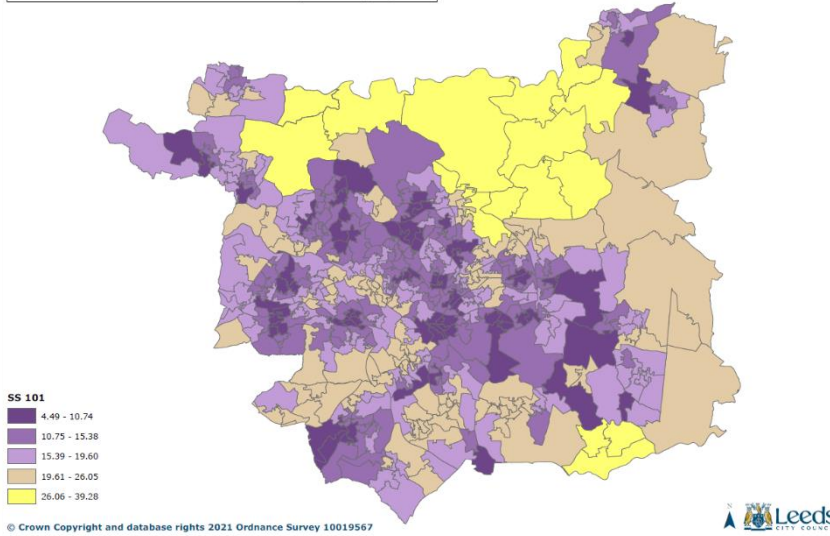 SS 101
4.49 - 10.74
10.75 - 15.38
15.39 - 19.60
19.61 - 26.05
26.06 - 39.28
© Crown Copyright and database rights 2021 Ordnance Survey 10019567
N
Leeds
CITY COUNC